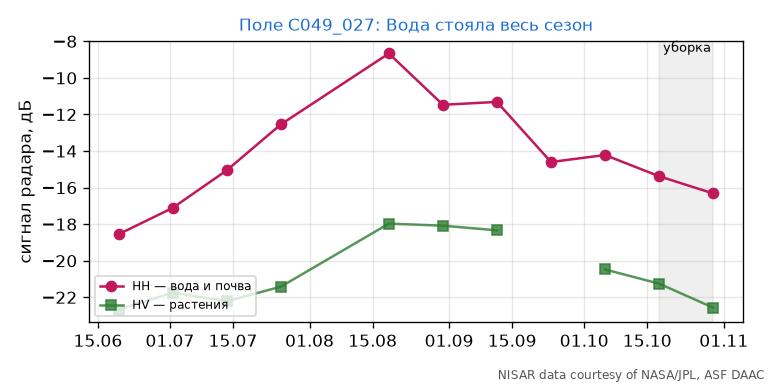 Поле C049_027: Вода стояла весь сезон
сигнал радара, дБ
−8
−10
−12
−14
−16
−18
−20
−22
уборка
HH — вода и почва
HV — растения
15.06 01.07 15.07 01.08 15.08 01.09 15.09 01.10 15.10 01.11
NISAR data courtesy of NASA/JPL, ASF DAAC